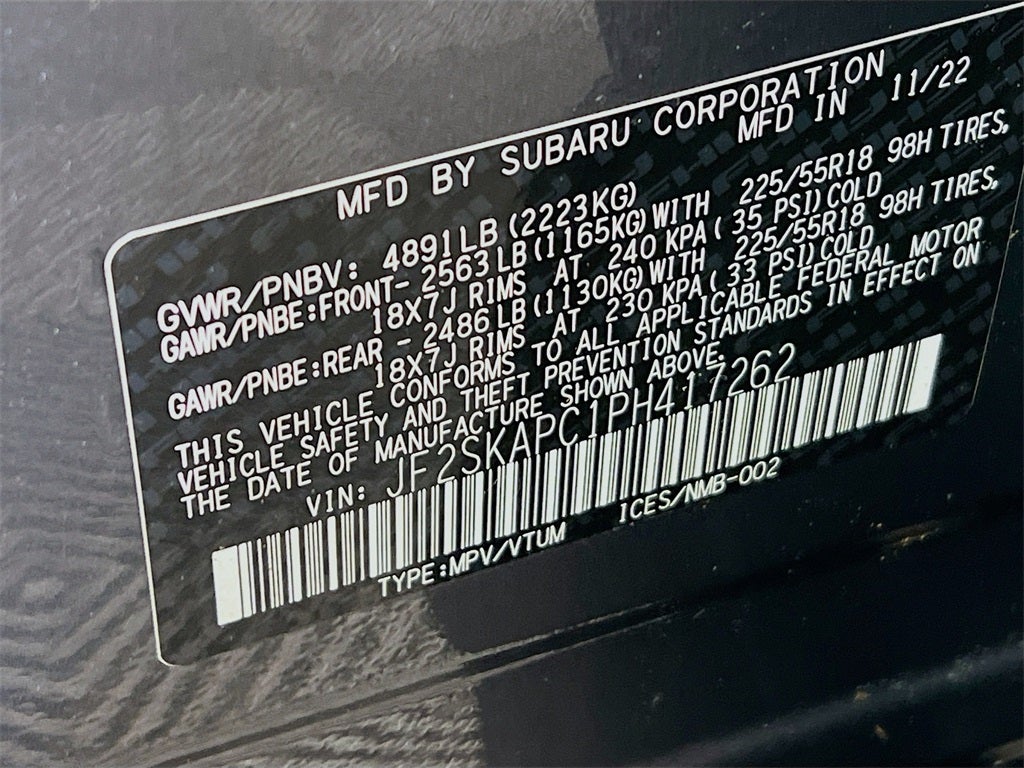 MFD BY SUBARU CORPORATION
MFD IN 11/22
GVWR/PNBV: 4891LB(2223KG)
GAWR/PNBE:FRONT- 2563LB(1165KG)WITH 225/55R18 98H TIRES,
18X7J RIMS AT 240 KPA( 35 PSI)COLD
GAWR/PNBE:REAR - 2486LB(1130KG)WITH 225/55R18 98H TIRES,
18X7J RIMS AT 230 KPA( 33 PSI)COLD
THIS VEHICLE CONFORMS TO ALL APPLICABLE FEDERAL MOTOR
VEHICLE SAFETY AND THEFT PREVENTION STANDARDS IN EFFECT ON
THE DATE OF MANUFACTURE SHOWN ABOVE.
VIN: JF2SKAPC1PH417262
TYPE:MPV/VTUM ICES/NMB-002